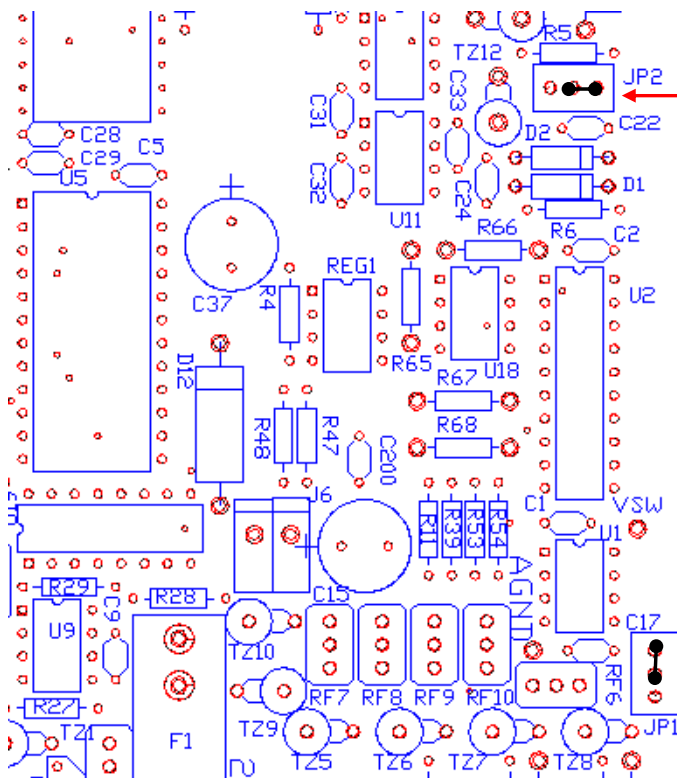 R5
TZ12
JP2
C33
C31
C28
C22
C29
C5
D2
U5
C32
C24
D1
U11
R66
R6
C2
REG1
C37
R4
U2
D12
R65
U18
R67
R48
R47
R68
C200
J6
C1
VSW
R11
R39
R53
R54
U1
AGND
R29
R28
C15
C17
U9
C9
TZ10
RF6
RF7
RF8
RF9
RF10
R27
TZ1
F1
TZ9
TZ5
TZ6
TZ7
TZ8
JP1